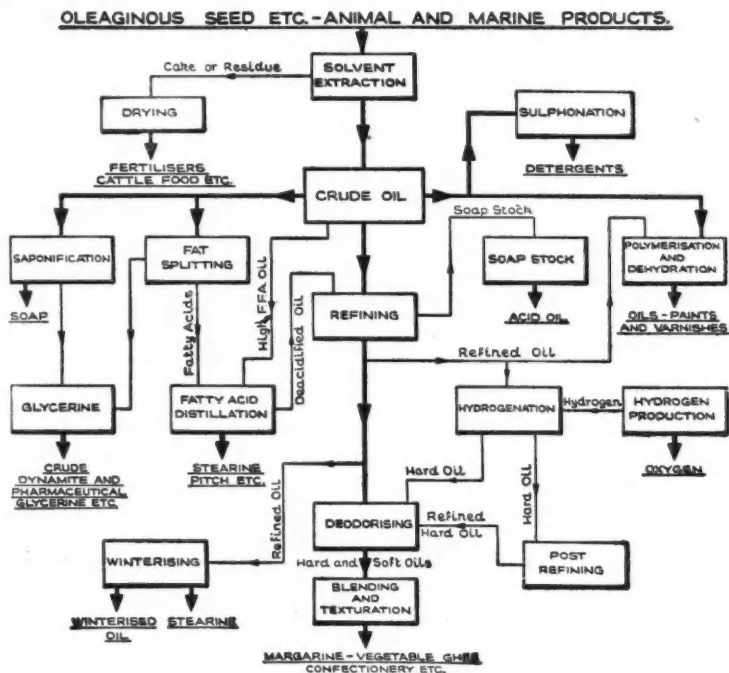 OLEAGINOUS SEED ETC.-ANIMAL AND MARINE PRODUCTS.
SOLVENT
EXTRACTION
Cake or Residue
DRYING
SULPHONATION
FERTILISERS
CATTLE FOOD ETC.
DETERGENTS
CRUDE OIL
Soap Stock
SAPONIFICATION
FAT
SPLITTING
High FFA Oil
SOAP STOCK
POLYMERISATION
AND
DEHYDRATION
SOAP
Fatty Acids
Deacidified Oil
REFINING
ACID OIL
OILS-PAINTS
AND VARNISHES
Refined Oil
GLYCERINE
FATTY ACID
DISTILLATION
HYDROGENATION
Hydrogen
HYDROGEN
PRODUCTION
CRUDE
DYNAMITE AND
PHARMACEUTICAL
GLYCERINE ETC
STEARINE
PITCH ETC.
Hard Oil
Hard Oil
OXYGEN
Refined Oil
DEODORISING
Refined
Hard Oil
WINTERISING
Hard and Soft Oils
POST
REFINING
BLENDING
AND
TEXTURATION
WINTERISED
OIL
STEARINE
MARGARINE-VEGETABLE GHEE
CONFECTIONERY ETC.